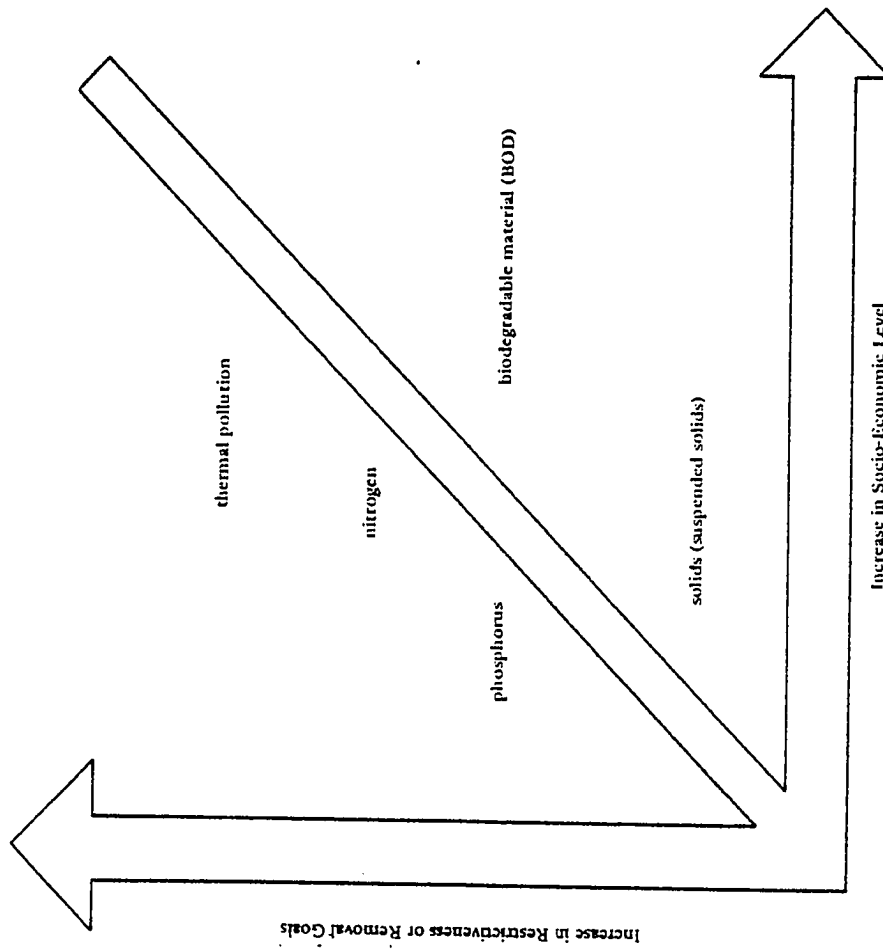 thermal pollution
nitrogen
phosphorus
biodegradable material (BOD)
solids (suspended solids)
Increase in Socio-Economic Level
Increase in Restrictiveness or Removal Goals